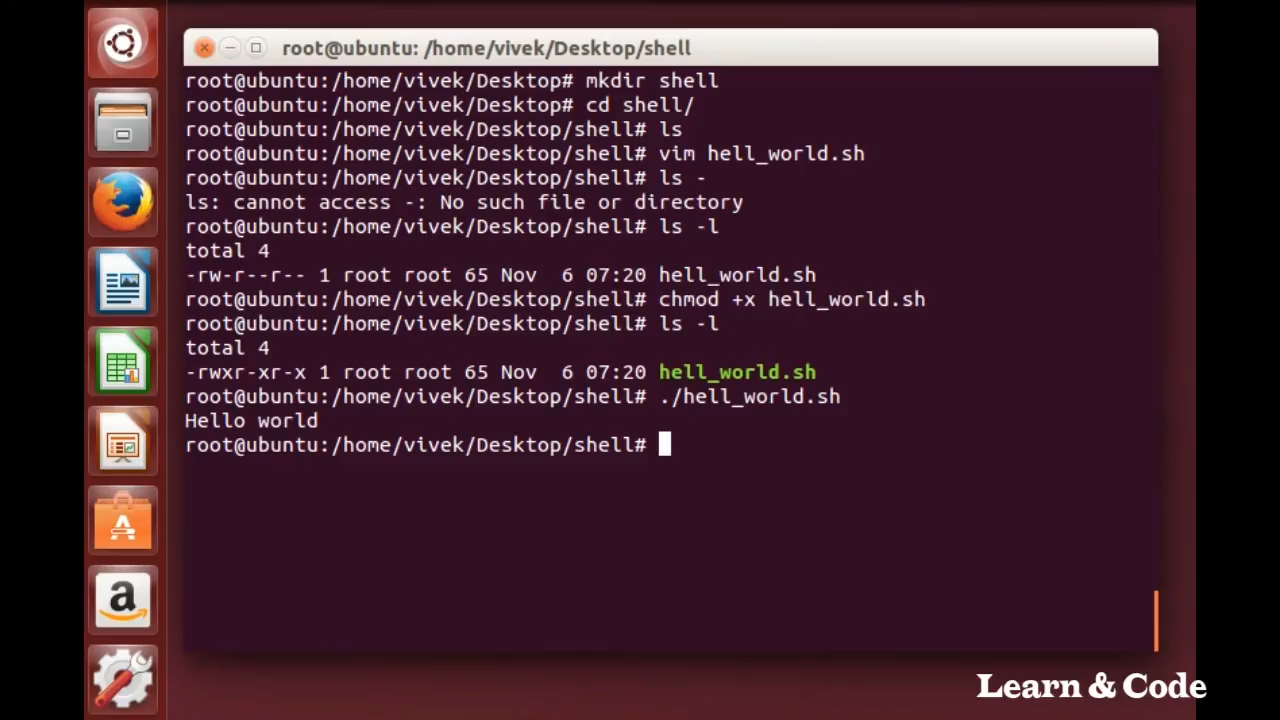 root@ubuntu: /home/vivek/Desktop/shell
root@ubuntu:/home/vivek/Desktop# mkdir shell
root@ubuntu:/home/vivek/Desktop# cd shell/
root@ubuntu:/home/vivek/Desktop/shell# ls
root@ubuntu:/home/vivek/Desktop/shell# vim hell_world.sh
root@ubuntu:/home/vivek/Desktop/shell# ls -
ls: cannot access -: No such file or directory
root@ubuntu:/home/vivek/Desktop/shell# ls -l
total 4
-rw-r--r-- 1 root root 65 Nov  6 07:20 hell_world.sh
root@ubuntu:/home/vivek/Desktop/shell# chmod +x hell_world.sh
root@ubuntu:/home/vivek/Desktop/shell# ls -l
total 4
-rwxr-xr-x 1 root root 65 Nov  6 07:20 hell_world.sh
root@ubuntu:/home/vivek/Desktop/shell# ./hell_world.sh
Hello world
root@ubuntu:/home/vivek/Desktop/shell#
a
Learn & Code